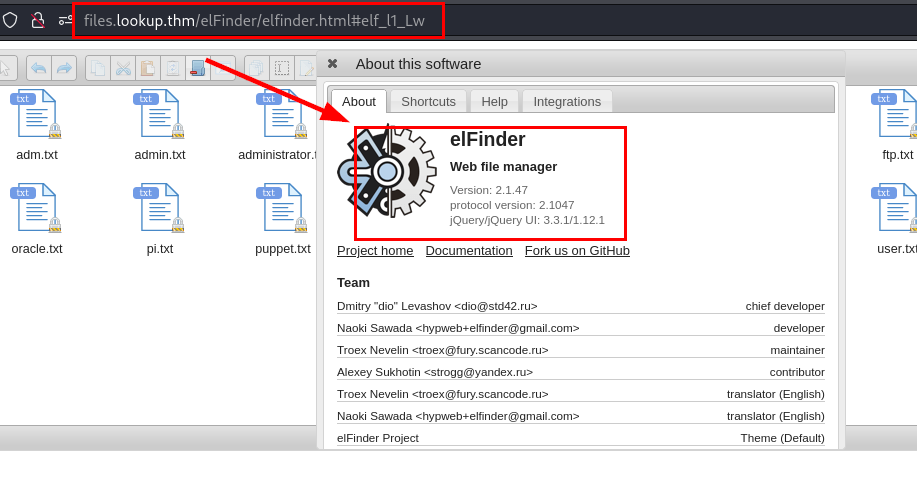 files.lookup.thm/elFinder/elfinder.html#elf_l1_Lw
About this software
About Shortcuts Help Integrations
txt txt txt txt
adm.txt admin.txt ftp.txt
elFinder
Web file manager
Version: 2.1.47
protocol version: 2.1047
jQuery/jQuery UI: 3.3.1/1.12.1
txt txt txt txt
oracle.txt pi.txt puppet.txt user.txt
Project home Documentation Fork us on GitHub
Team
Dmitry "dio" Levashov <dio@std42.ru> chief developer
Naoki Sawada <hypweb+elfinder@gmail.com> developer
Troex Nevelin <troex@fury.scancode.ru> maintainer
Alexey Sukhotin <strogg@yandex.ru> contributor
Troex Nevelin <troex@fury.scancode.ru> translator (English)
Naoki Sawada <hypweb+elfinder@gmail.com> translator (English)
elFinder Project Theme (Default)